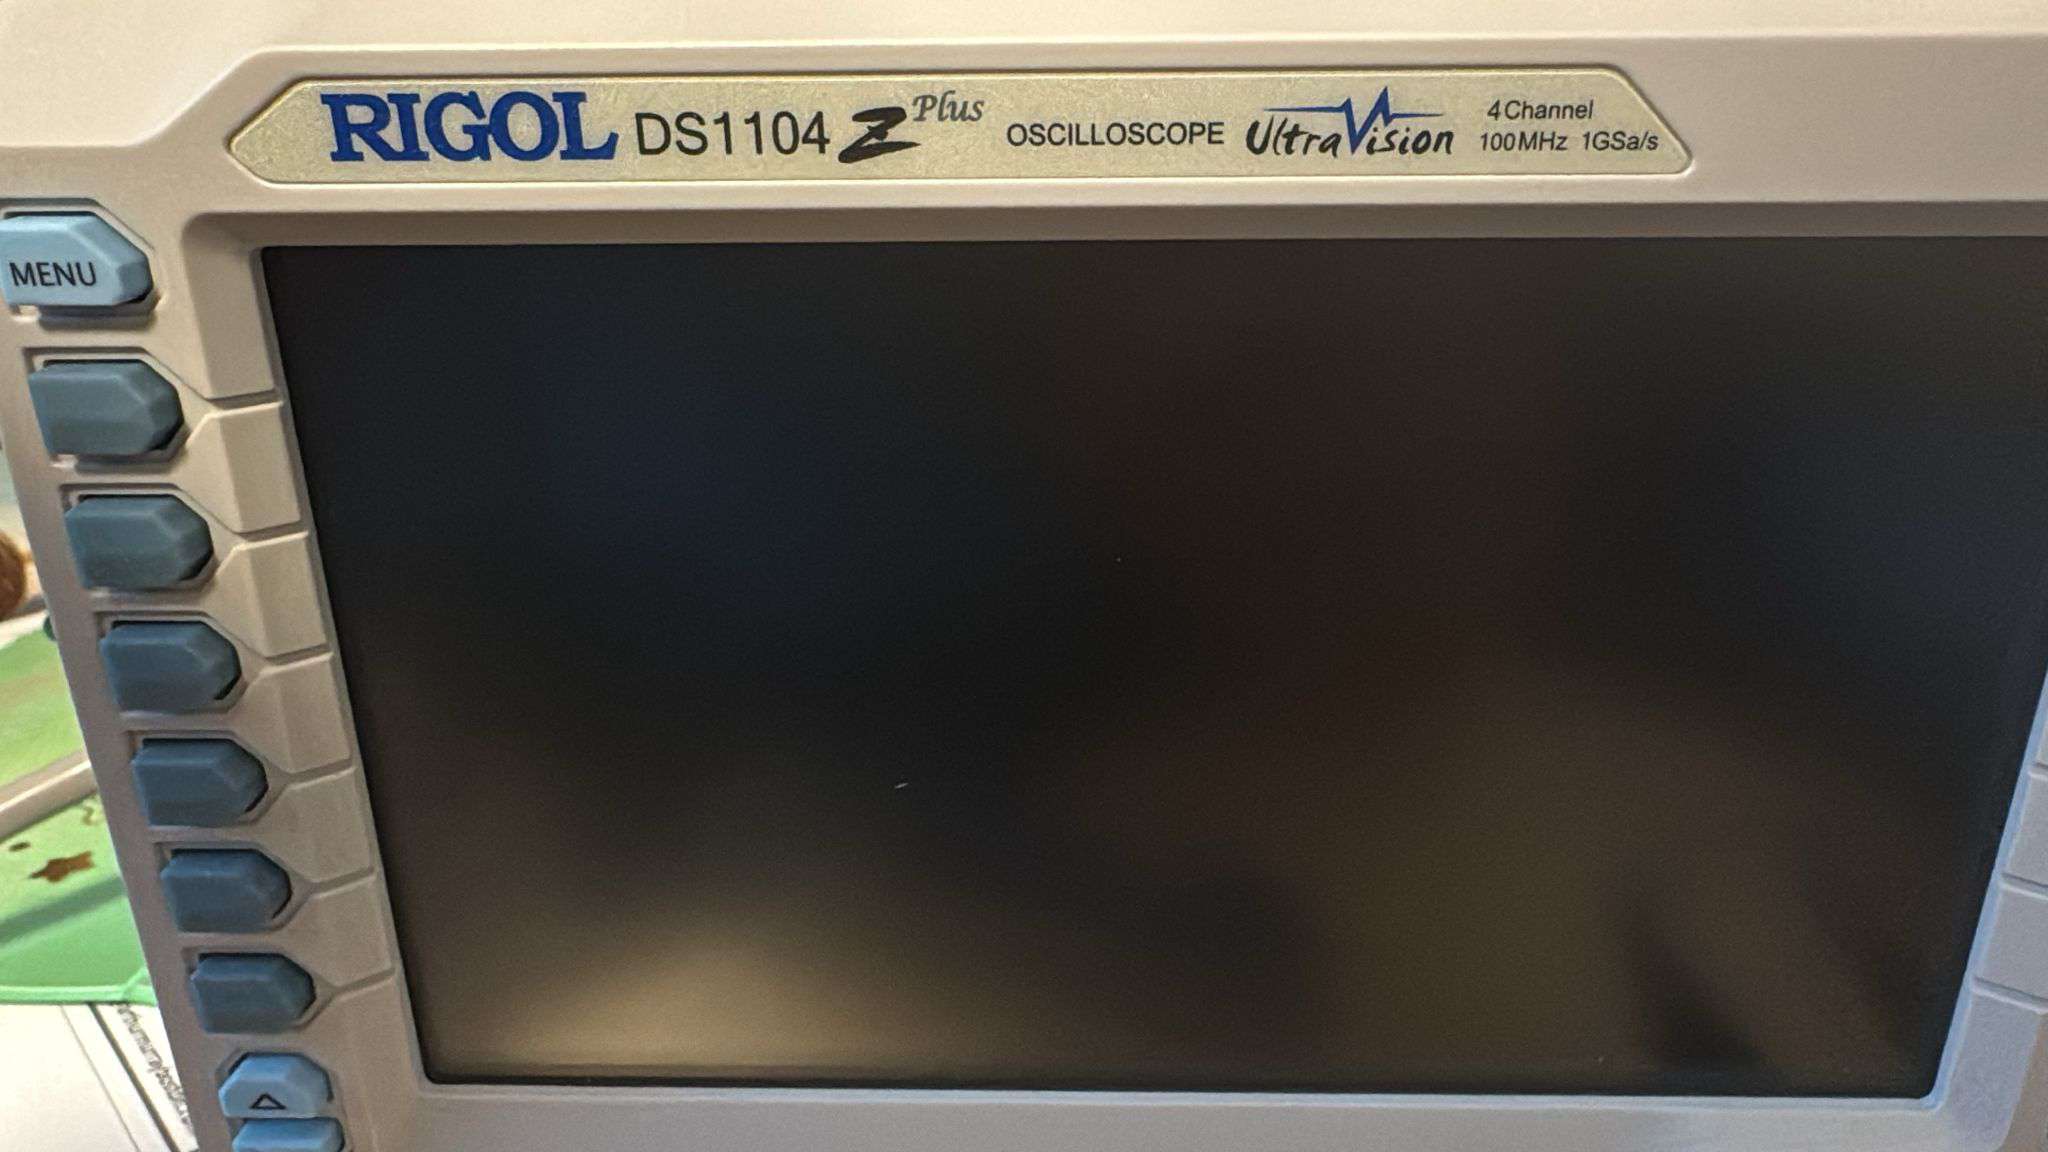 RIGOL DS1104 Z Plus OSCILLOSCOPE UltraVision 4 Channel
100MHz 1GSa/s
MENU